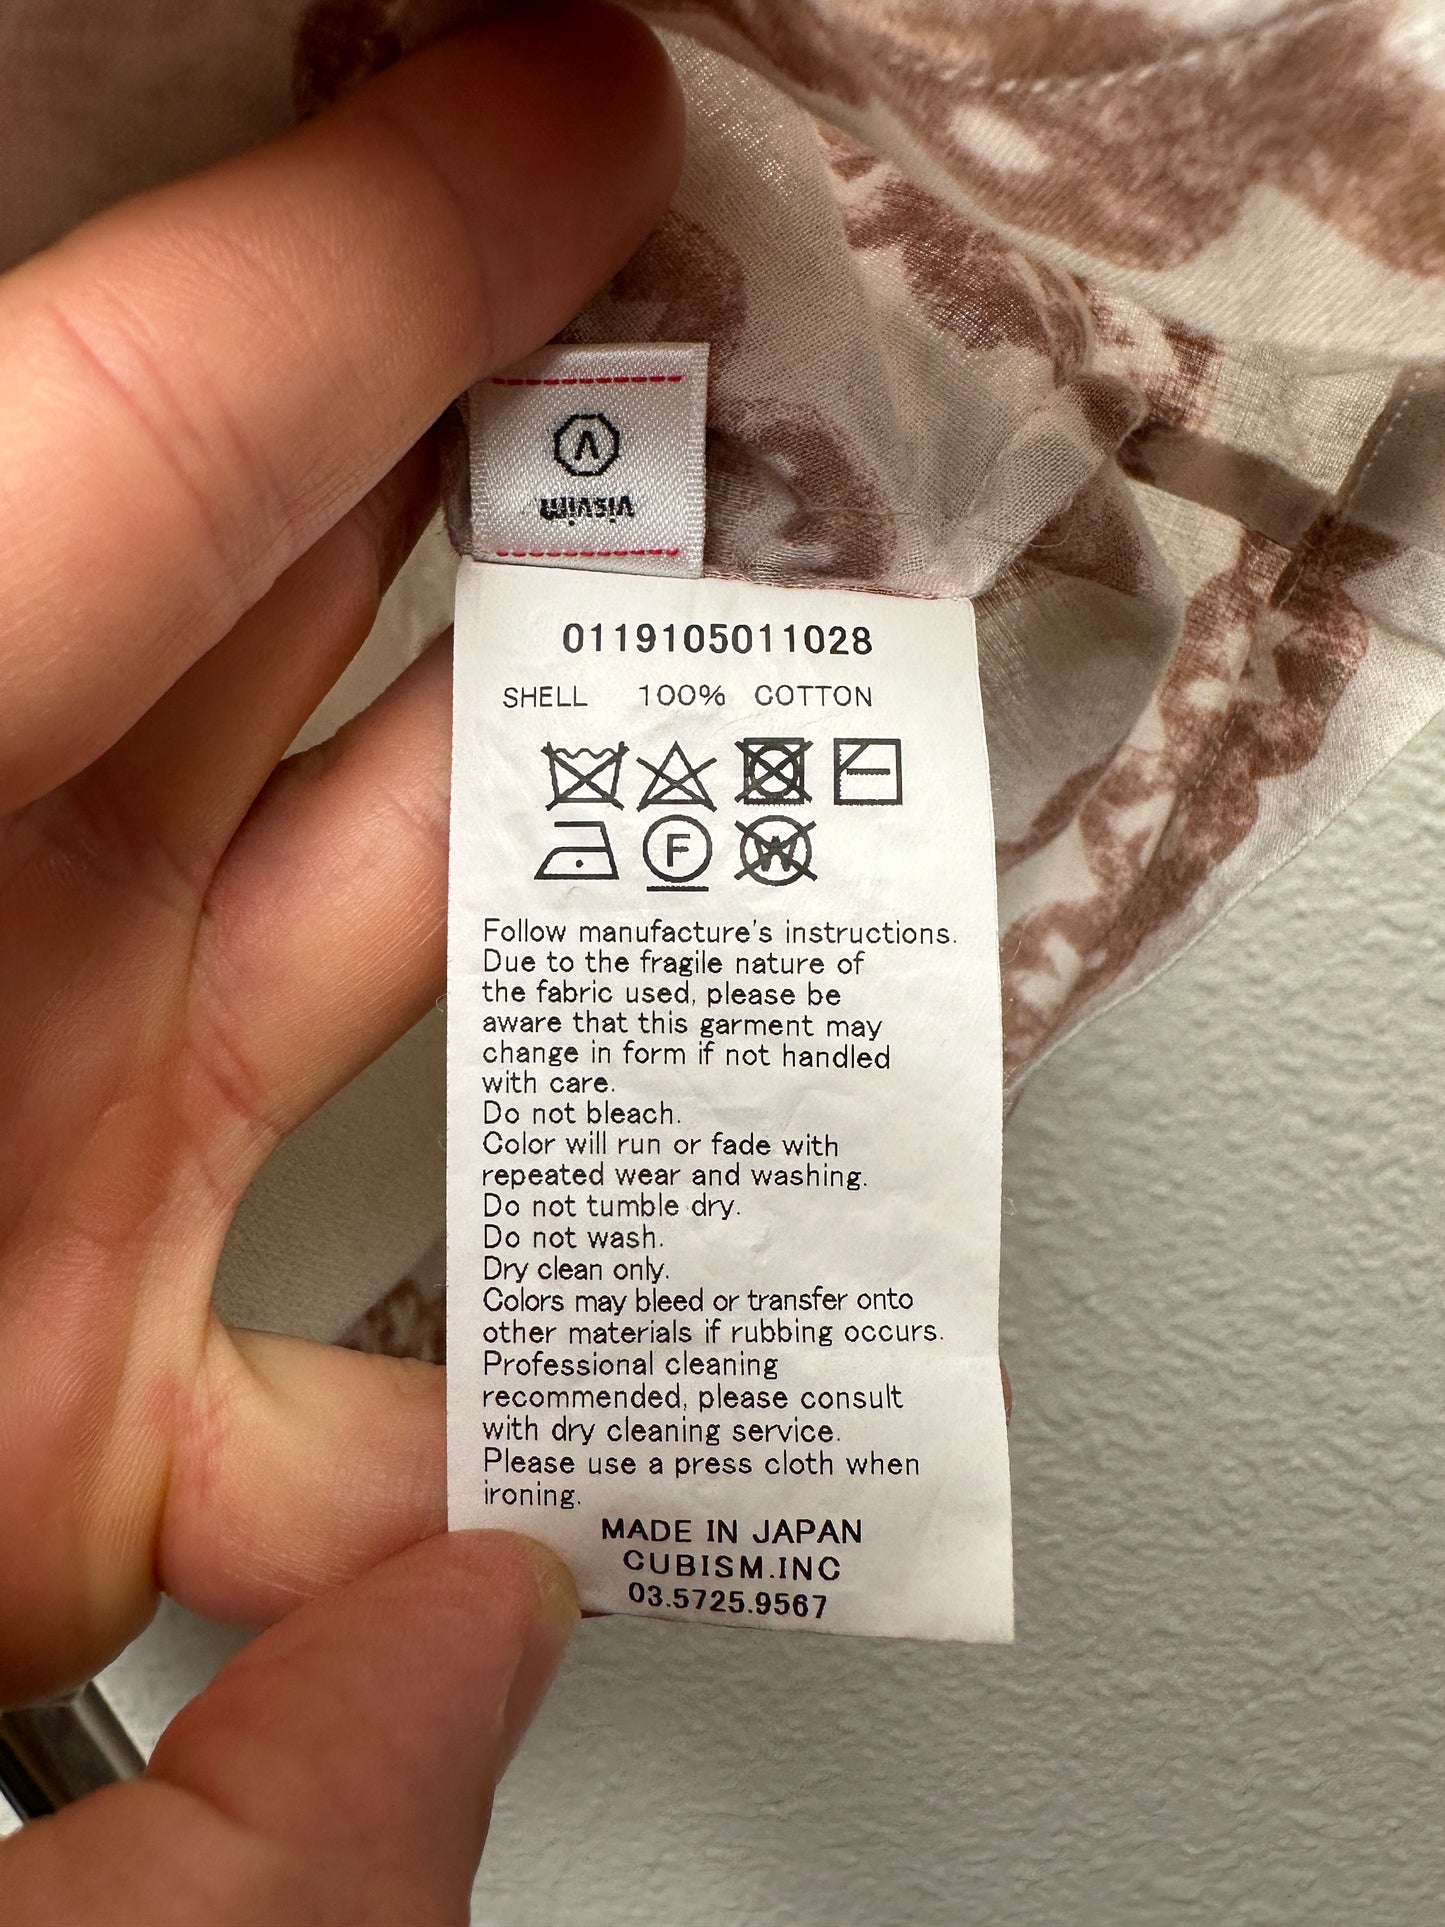 V
visvim
0119105011028
SHELL 100% COTTON
F
W
Follow manufacture's instructions.
Due to the fragile nature of
the fabric used, please be
aware that this garment may
change in form if not handled
with care.
Do not bleach.
Color will run or fade with
repeated wear and washing.
Do not tumble dry.
Do not wash.
Dry clean only.
Colors may bleed or transfer onto
other materials if rubbing occurs.
Professional cleaning
recommended, please consult
with dry cleaning service.
Please use a press cloth when
ironing.
MADE IN JAPAN
CUBISM.INC
03.5725.9567